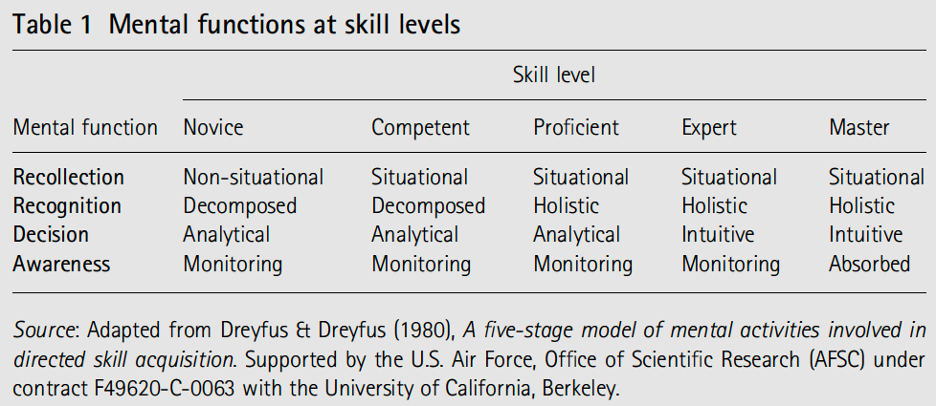 Table 1 Mental functions at skill levels
Skill level
Mental function Novice Competent Proficient Expert Master
Recollection Non-situational Situational Situational Situational Situational
Recognition Decomposed Decomposed Holistic Holistic Holistic
Decision Analytical Analytical Analytical Intuitive Intuitive
Awareness Monitoring Monitoring Monitoring Monitoring Absorbed
Source: Adapted from Dreyfus & Dreyfus (1980), A five-stage model of mental activities involved in
directed skill acquisition. Supported by the U.S. Air Force, Office of Scientific Research (AFSC) under
contract F49620-C-0063 with the University of California, Berkeley.